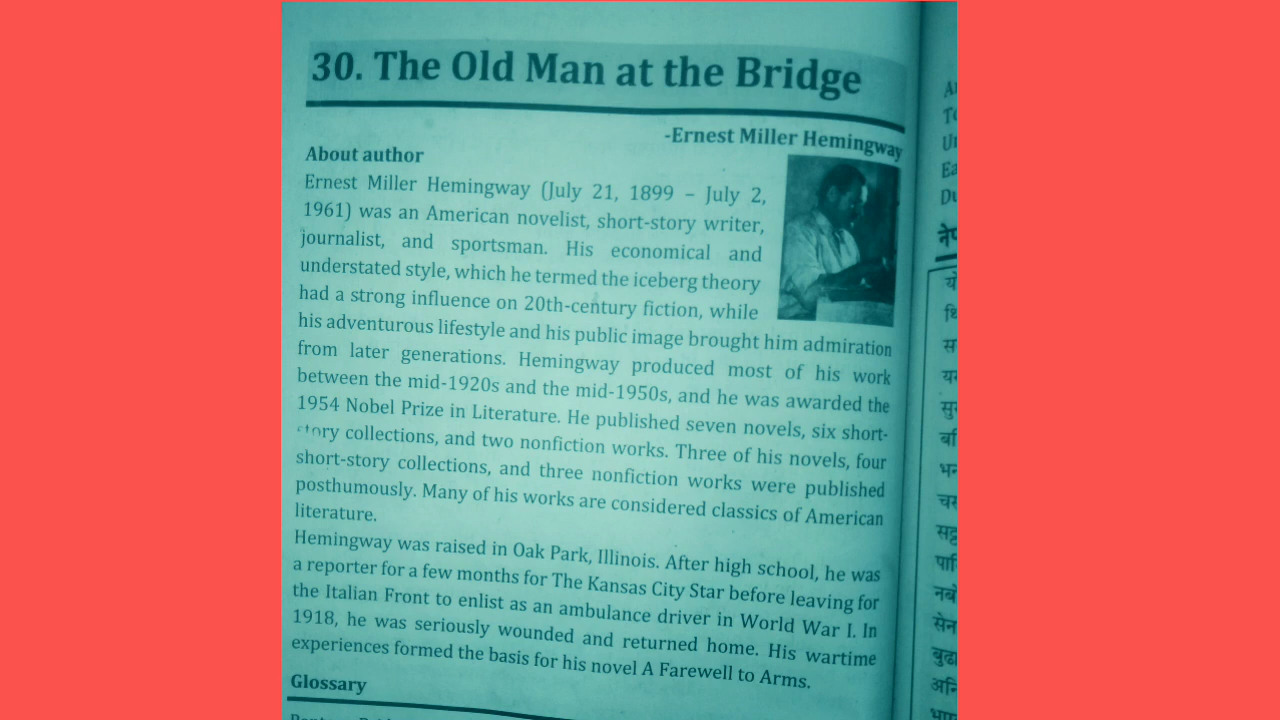 30. The Old Man at the Bridge
-Ernest Miller Hemingway
About author
Ernest Miller Hemingway (July 21, 1899 – July 2,
1961) was an American novelist, short-story writer,
journalist, and sportsman. His economical and
understated style, which he termed the iceberg theory
had a strong influence on 20th-century fiction, while
his adventurous lifestyle and his public image brought him admiration
from later generations. Hemingway produced most of his work
between the mid-1920s and the mid-1950s, and he was awarded the
1954 Nobel Prize in Literature. He published seven novels, six short-
story collections, and two nonfiction works. Three of his novels, four
short-story collections, and three nonfiction works were published
posthumously. Many of his works are considered classics of American
literature.
Hemingway was raised in Oak Park, Illinois. After high school, he was
a reporter for a few months for The Kansas City Star before leaving for
the Italian Front to enlist as an ambulance driver in World War I. In
1918, he was seriously wounded and returned home. His wartime
experiences formed the basis for his novel A Farewell to Arms.
Glossary